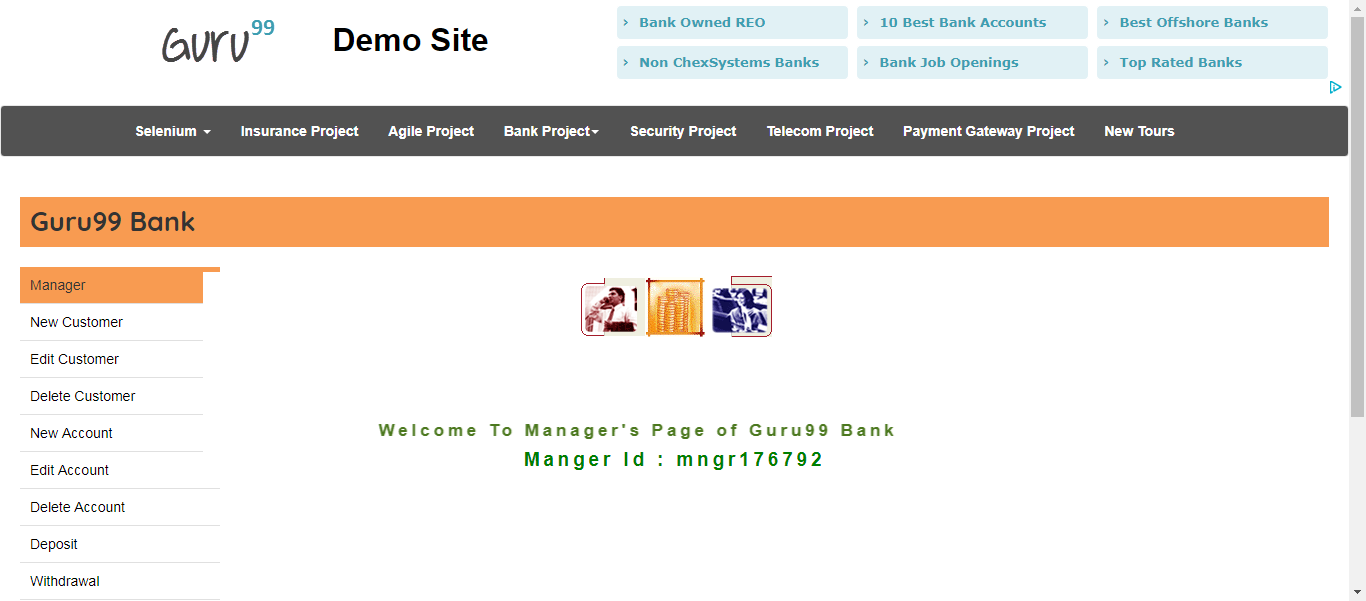 Guru99
Demo Site
› Bank Owned REO
› 10 Best Bank Accounts
› Best Offshore Banks
› Non ChexSystems Banks
› Bank Job Openings
› Top Rated Banks
Selenium Insurance Project Agile Project Bank Project Security Project Telecom Project Payment Gateway Project New Tours
Guru99 Bank
Manager
New Customer
Edit Customer
Delete Customer
New Account
Edit Account
Delete Account
Deposit
Withdrawal
Welcome To Manager's Page of Guru99 Bank
Manger Id : mngr176792